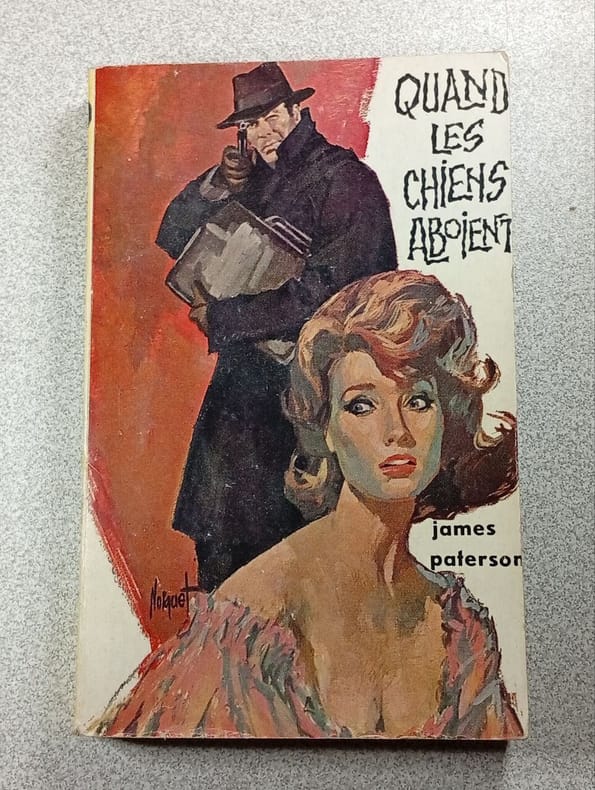 QUAND
LES
CHIENS
ABOIENT
james
paterson
Noiquet